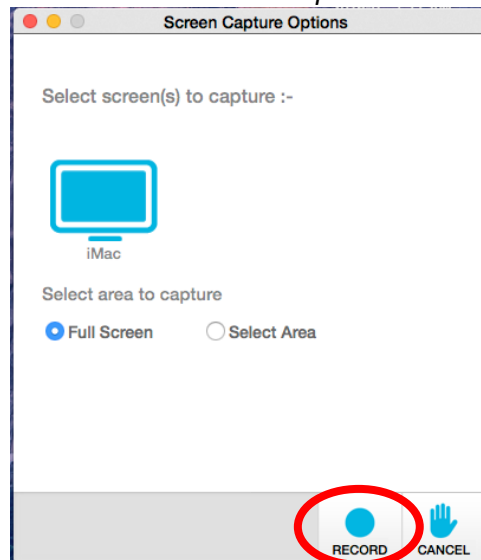 Screen Capture Options
Select screen(s) to capture :-
iMac
Select area to capture
Full Screen Select Area
RECORD CANCEL